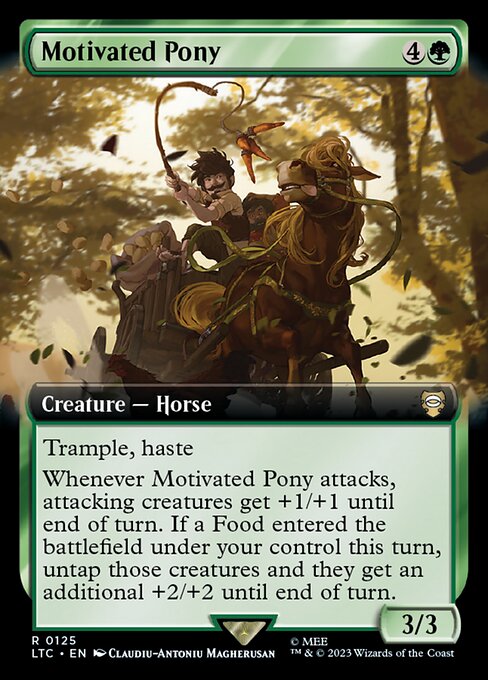 Motivated Pony 4
Creature — Horse
Trample, haste
Whenever Motivated Pony attacks,
attacking creatures get +1/+1 until
end of turn. If a Food entered the
battlefield under your control this turn,
untap those creatures and they get an
additional +2/+2 until end of turn.
3/3
R 0125
LTC • EN Claudiu-Antoniu Magherusan
© MEE
™ & © 2023 Wizards of the Coast